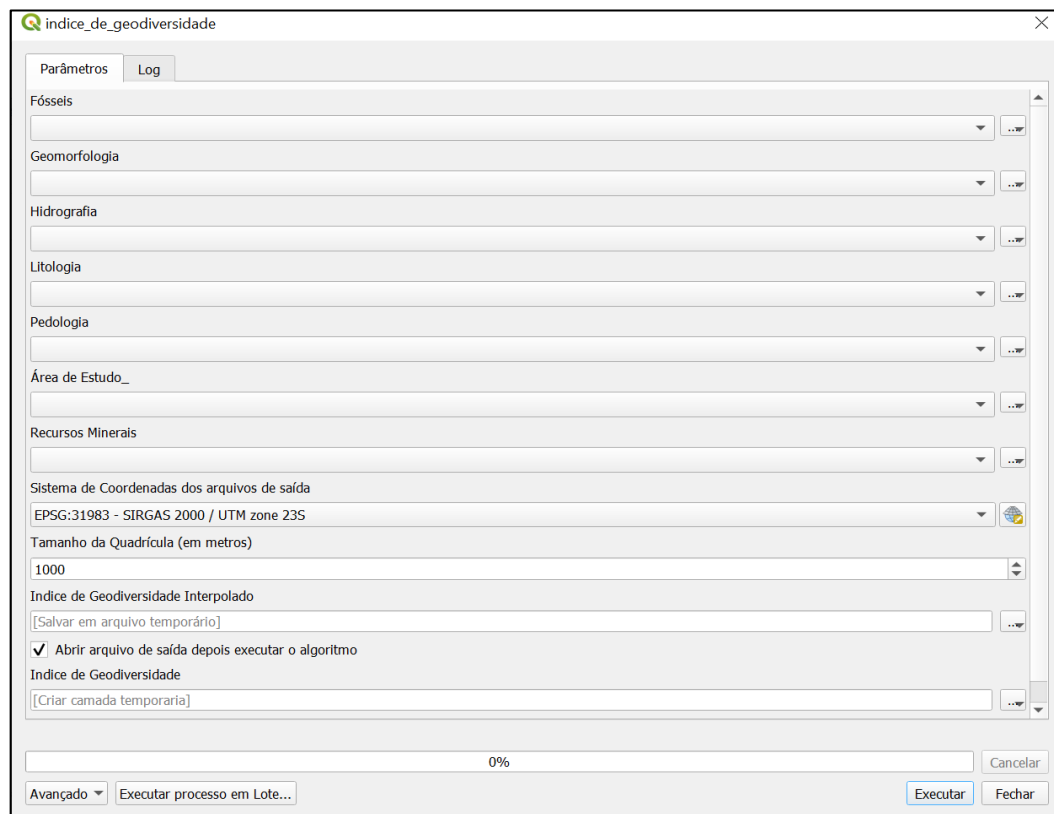 indice_de_geodiversidade
Parâmetros Log
Fósseis
...
Geomorfologia
...
Hidrografia
...
Litologia
...
Pedologia
...
Área de Estudo_
...
Recursos Minerais
...
Sistema de Coordenadas dos arquivos de saída
EPSG:31983 - SIRGAS 2000 / UTM zone 23S
Tamanho da Quadrícula (em metros)
1000
Indice de Geodiversidade Interpolado
[Salvar em arquivo temporário] ...
Abrir arquivo de saída depois executar o algoritmo
Indice de Geodiversidade
[Criar camada temporaria] ...
0% Cancelar
Avançado Executar processo em Lote... Executar Fechar